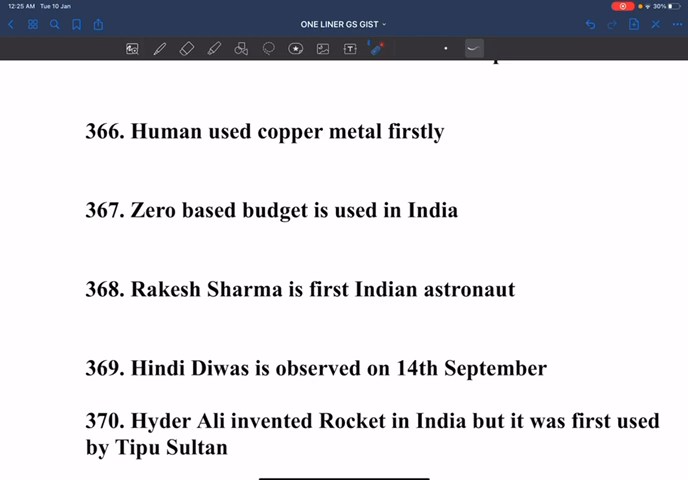 12:25 AM Tue 10 Jan
30%
ONE LINER GS GIST
366. Human used copper metal firstly
367. Zero based budget is used in India
368. Rakesh Sharma is first Indian astronaut
369. Hindi Diwas is observed on 14th September
370. Hyder Ali invented Rocket in India but it was first used
by Tipu Sultan